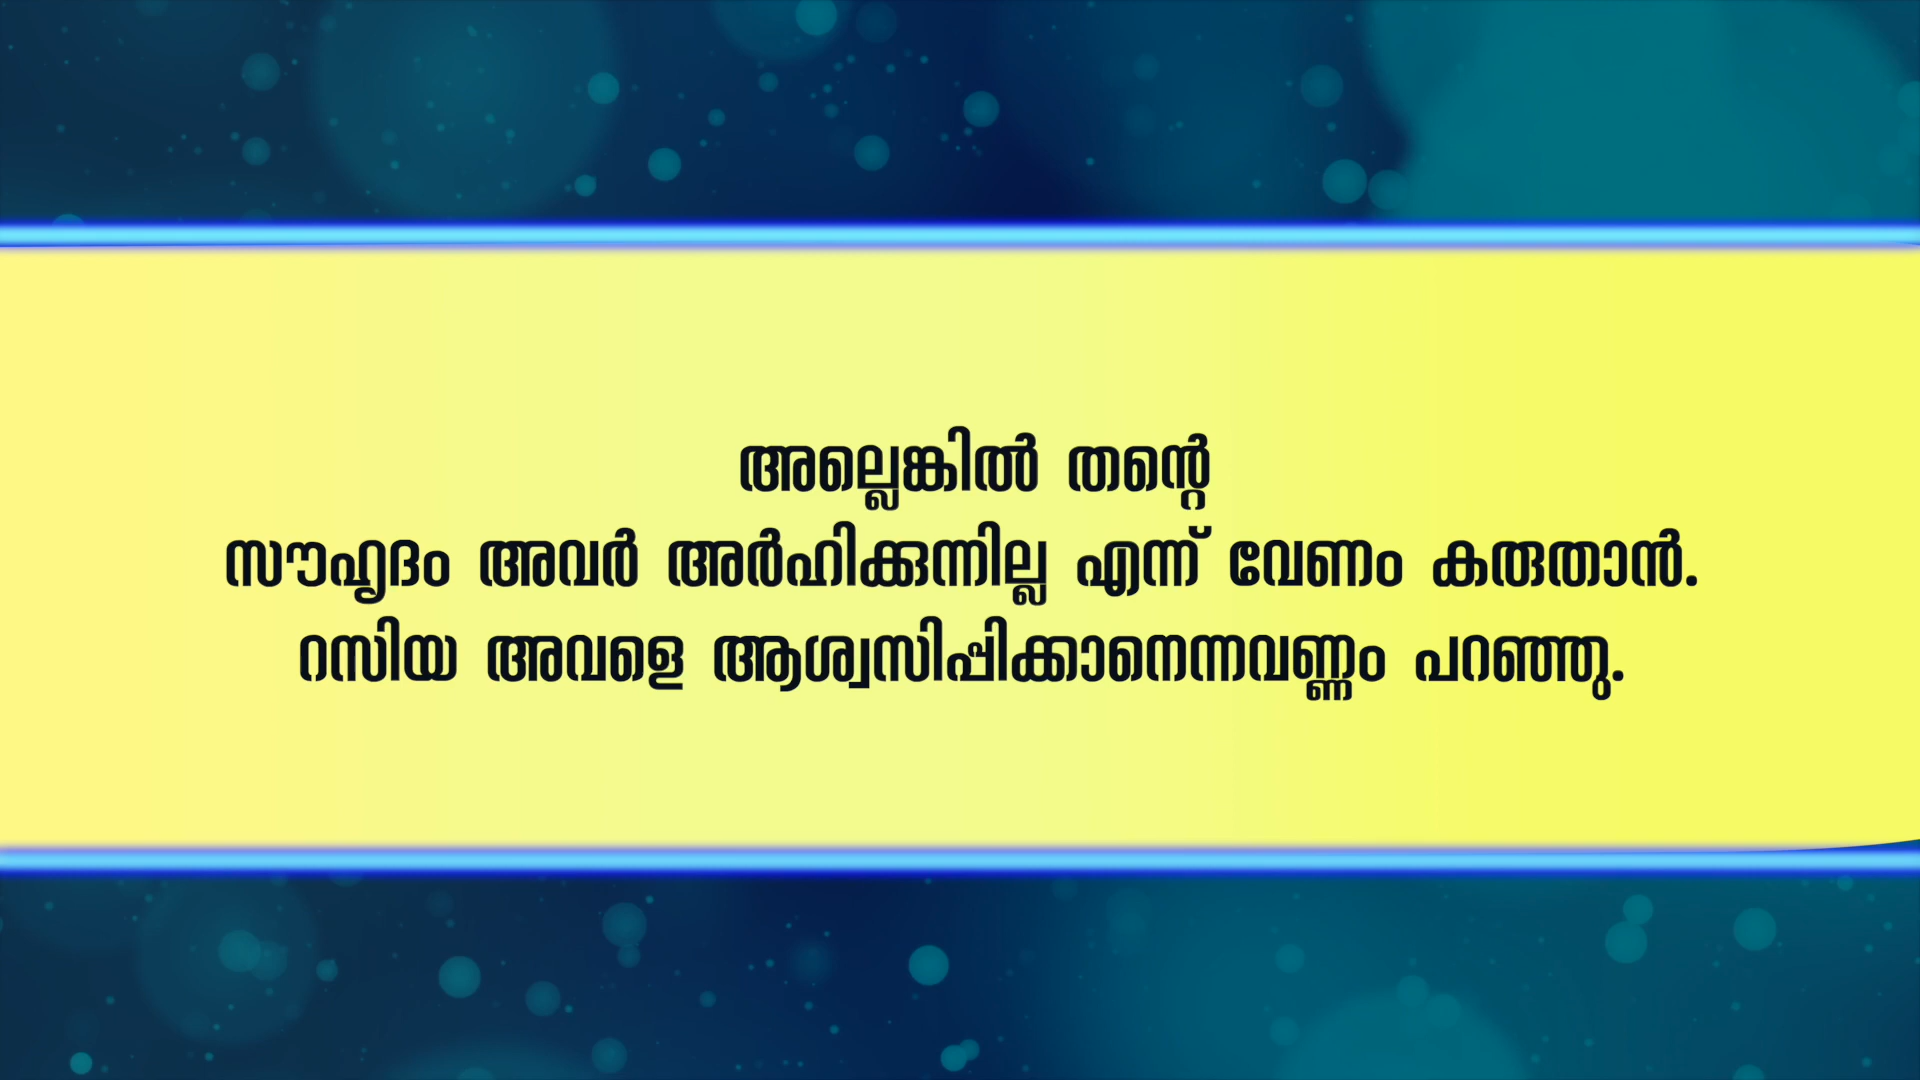 അല്ലെങ്കിൽ തന്റെ
സൗഹൃദം അവർ അർഹിക്കുന്നില്ല എന്ന് വേണം കരുതാൻ.
റസിയ അവളെ ആശ്വസിപ്പിക്കാനെന്നവണ്ണം പറഞ്ഞു.